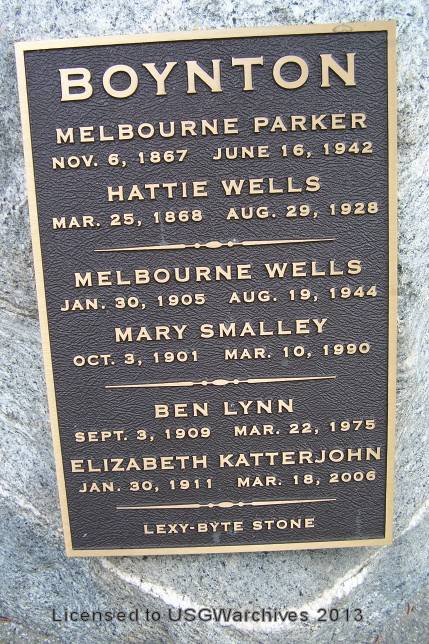 BOYNTON
MELBOURNE PARKER
NOV. 6, 1867 JUNE 16, 1942
HATTIE WELLS
MAR. 25, 1868 AUG. 29, 1928
MELBOURNE WELLS
JAN. 30, 1905 AUG. 19, 1944
MARY SMALLEY
OCT. 3, 1901 MAR. 10, 1990
BEN LYNN
SEPT. 3, 1909 MAR. 22, 1975
ELIZABETH KATTERJOHN
JAN. 30, 1911 MAR. 18, 2006
LEXY-BYTE STONE
Licensed to USGWarchives 2013